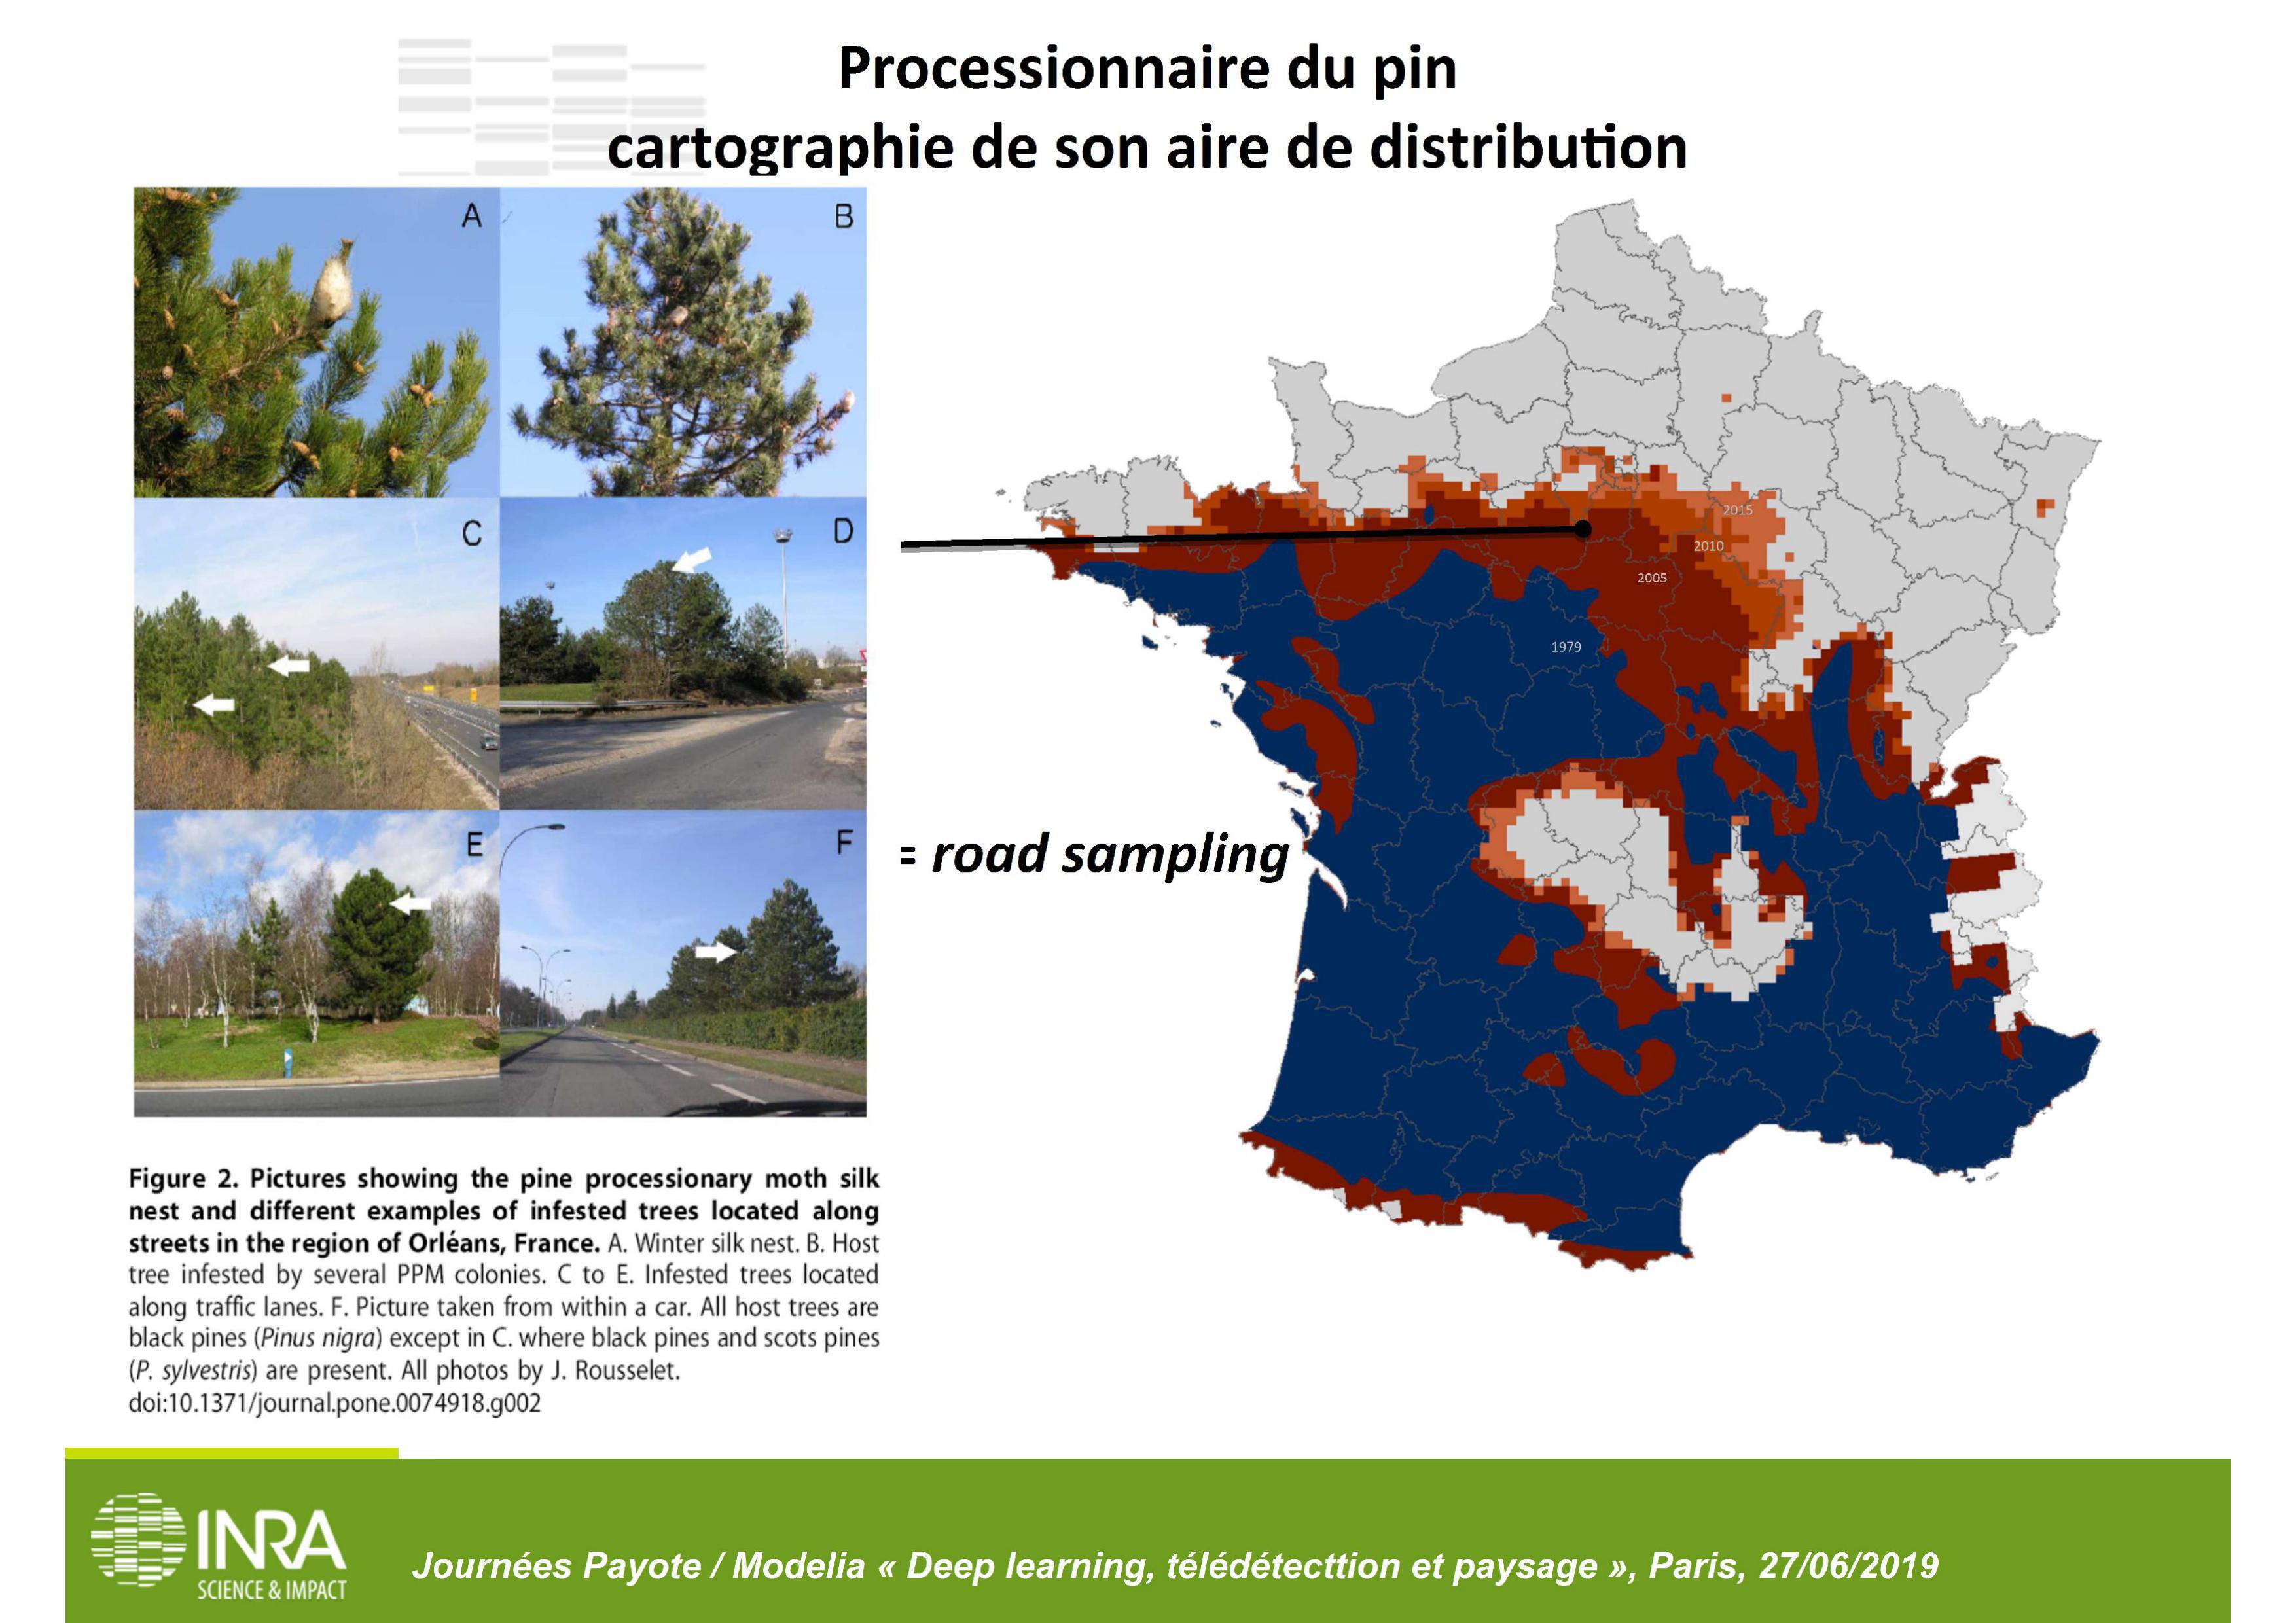 Processionnaire du pin
cartographie de son aire de distribution
A
B
C
D
E
F
2015
2010
2005
1979
= road sampling
Figure 2. Pictures showing the pine processionary moth silk
nest and different examples of infested trees located along
streets in the region of Orléans, France. A. Winter silk nest. B. Host
tree infested by several PPM colonies. C to E. Infested trees located
along traffic lanes. F. Picture taken from within a car. All host trees are
black pines (Pinus nigra) except in C. where black pines and scots pines
(P. sylvestris) are present. All photos by J. Rousselet.
doi:10.1371/journal.pone.0074918.g002
INRA
SCIENCE & IMPACT
Journées Payote / Modelia « Deep learning, télédétecttion et paysage », Paris, 27/06/2019